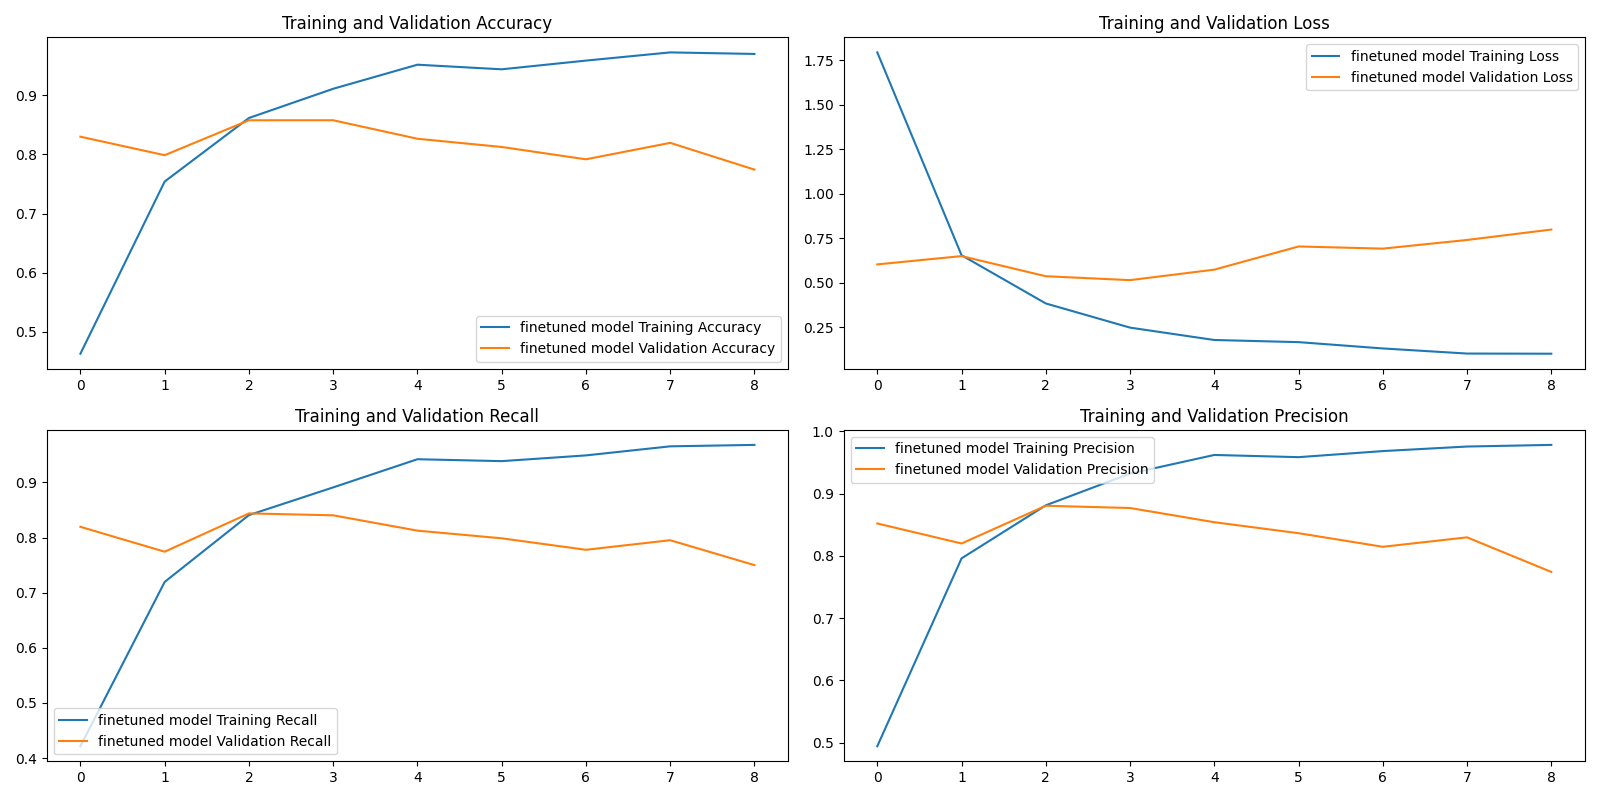 Training and Validation Accuracy
0.9
0.8
0.7
0.6
0.5
finetuned model Training Accuracy
finetuned model Validation Accuracy
0 1 2 3 4 5 6 7 8
Training and Validation Loss
1.75
1.50
1.25
1.00
0.75
0.50
0.25
finetuned model Training Loss
finetuned model Validation Loss
0 1 2 3 4 5 6 7 8
Training and Validation Recall
0.9
0.8
0.7
0.6
0.5
0.4
finetuned model Training Recall
finetuned model Validation Recall
0 1 2 3 4 5 6 7 8
Training and Validation Precision
1.0
0.9
0.8
0.7
0.6
0.5
finetuned model Training Precision
finetuned model Validation Precision
0 1 2 3 4 5 6 7 8